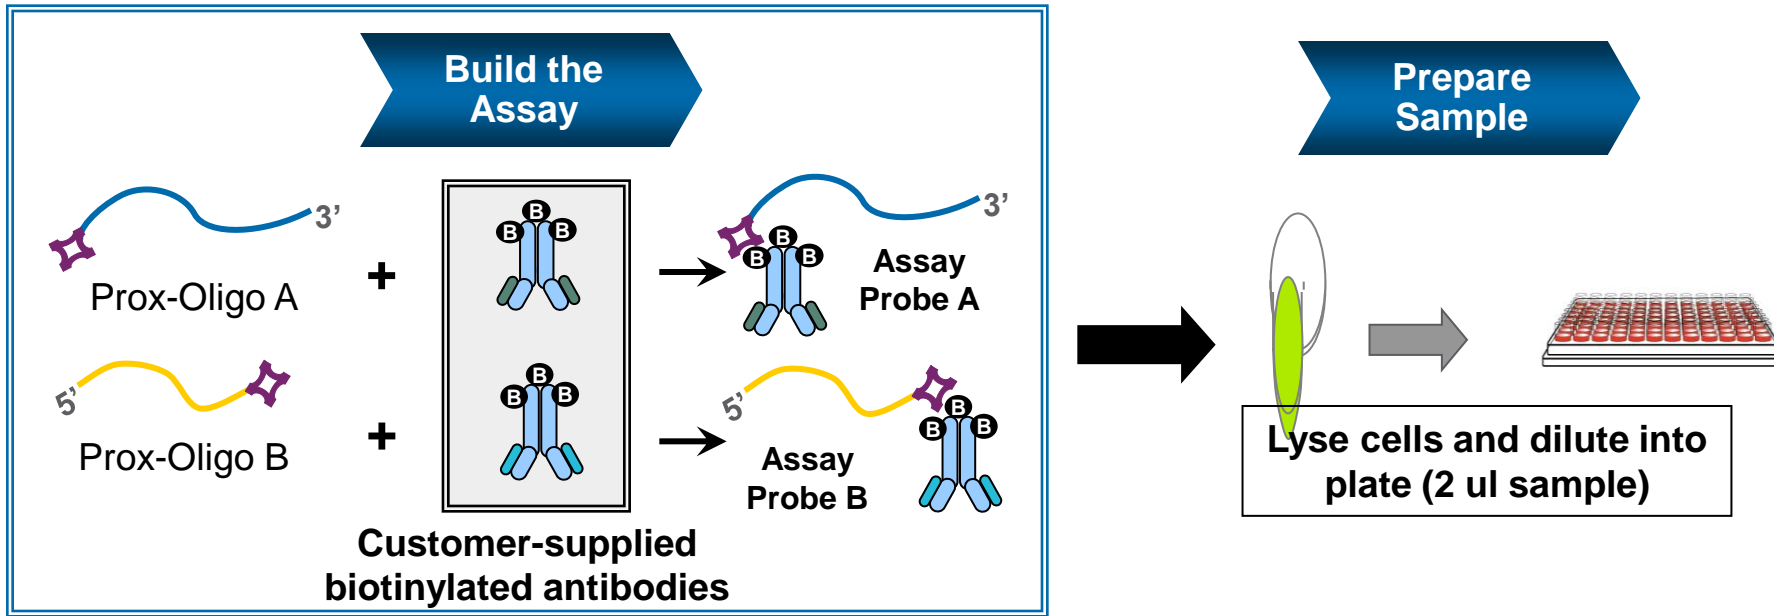 Build the
Assay
Prepare
Sample
3’
B
B
B
Prox-Oligo A
+
3’
B
B
B
Assay
Probe A
5’
Prox-Oligo B
+
B
B
B
5’
B
B
B
Assay
Probe B
Customer-supplied
biotinylated antibodies
Lyse cells and dilute into
plate (2 ul sample)